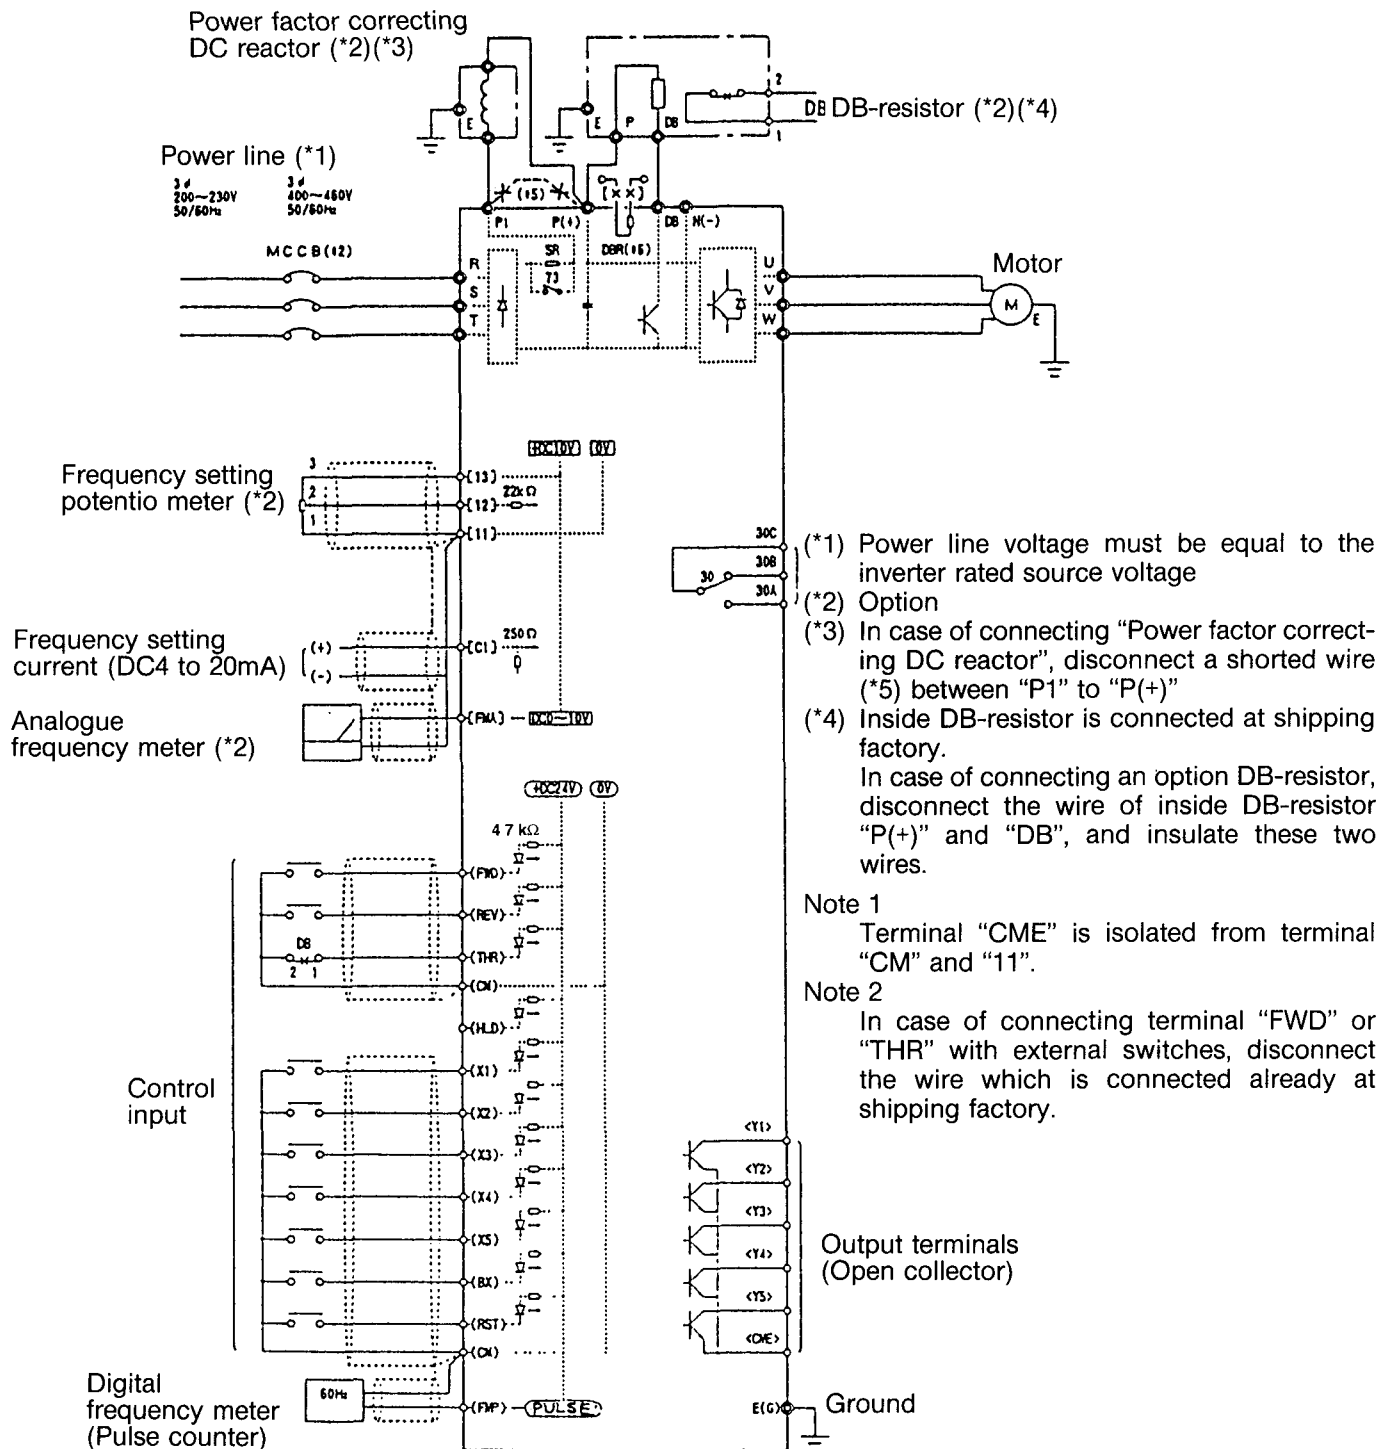 Power factor correcting
DC reactor (*2)(*3)
E
E
P
DB
2
1
DB DB-resistor (*2)(*4)
Power line (*1)
3ø
200~230V
50/60Hz
3ø
400~460V
50/60Hz
(*5)
[××]
P1
P(+)
DB
N(-)
DBR(*6)
MCCB(*2)
SR
73
R
S
T
U
V
W
Motor
M
E
+DC10V
0V
Frequency setting
potentio meter (*2)
3
2
1
[13]
[12]
22kΩ
[11]
30C
30B
30
30A
(*1) Power line voltage must be equal to the
inverter rated source voltage
(*2) Option
(*3) In case of connecting “Power factor correct-
ing DC reactor”, disconnect a shorted wire
(*5) between “P1” to “P(+)”
(*4) Inside DB-resistor is connected at shipping
factory.
In case of connecting an option DB-resistor,
disconnect the wire of inside DB-resistor
“P(+)” and “DB”, and insulate these two
wires.
Note 1
Terminal “CME” is isolated from terminal
“CM” and “11”.
Note 2
In case of connecting terminal “FWD” or
“THR” with external switches, disconnect
the wire which is connected already at
shipping factory.
Frequency setting
current (DC4 to 20mA)
(+)
(-)
[C1]
250Ω
Analogue
frequency meter (*2)
[FMA]
DC0~10V
+DC24V
0V
4 7 kΩ
Control
input
(FWD)
(REV)
DB
2 1
(THR)
(CM)
(HLD)
(X1)
(X2)
(X3)
(X4)
(X5)
(BX)
(RST)
(CM)
Digital
frequency meter
(Pulse counter)
60Hz
(FMP)
PULSE
<Y1>
<Y2>
<Y3>
<Y4>
<Y5>
<CME>
Output terminals
(Open collector)
E(G)
Ground